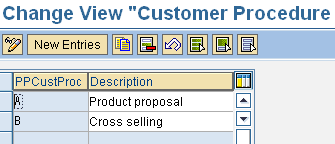 Change View "Customer Procedure
New Entries
PPCustProc Description
A Product proposal
B Cross selling